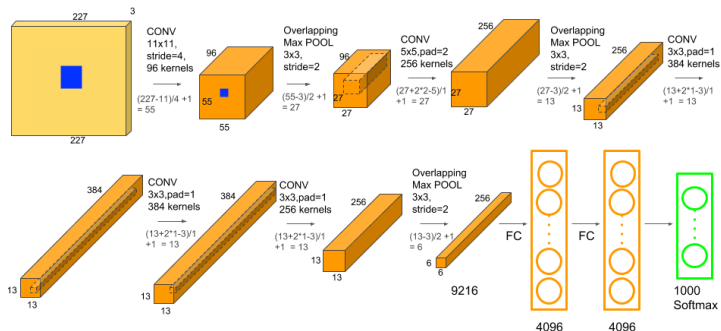 227
3
227
CONV
11x11,
stride=4,
96 kernels
(227-11)/4 +1
= 55
96
55
55
Overlapping
Max POOL
3x3,
stride=2
(55-3)/2 +1
= 27
96
27
27
CONV
5x5,pad=2
256 kernels
(27+2*2-5)/1
+1 = 27
256
27
27
Overlapping
Max POOL
3x3,
stride=2
(27-3)/2 +1
= 13
256
13
13
CONV
3x3,pad=1
384 kernels
(13+2*1-3)/1
+1 = 13
384
13
13
CONV
3x3,pad=1
384 kernels
(13+2*1-3)/1
+1 = 13
384
13
13
CONV
3x3,pad=1
256 kernels
(13+2*1-3)/1
+1 = 13
256
13
13
Overlapping
Max POOL
3x3,
stride=2
(13-3)/2 +1
= 6
256
6
6
9216
FC
4096
FC
4096
1000
Softmax